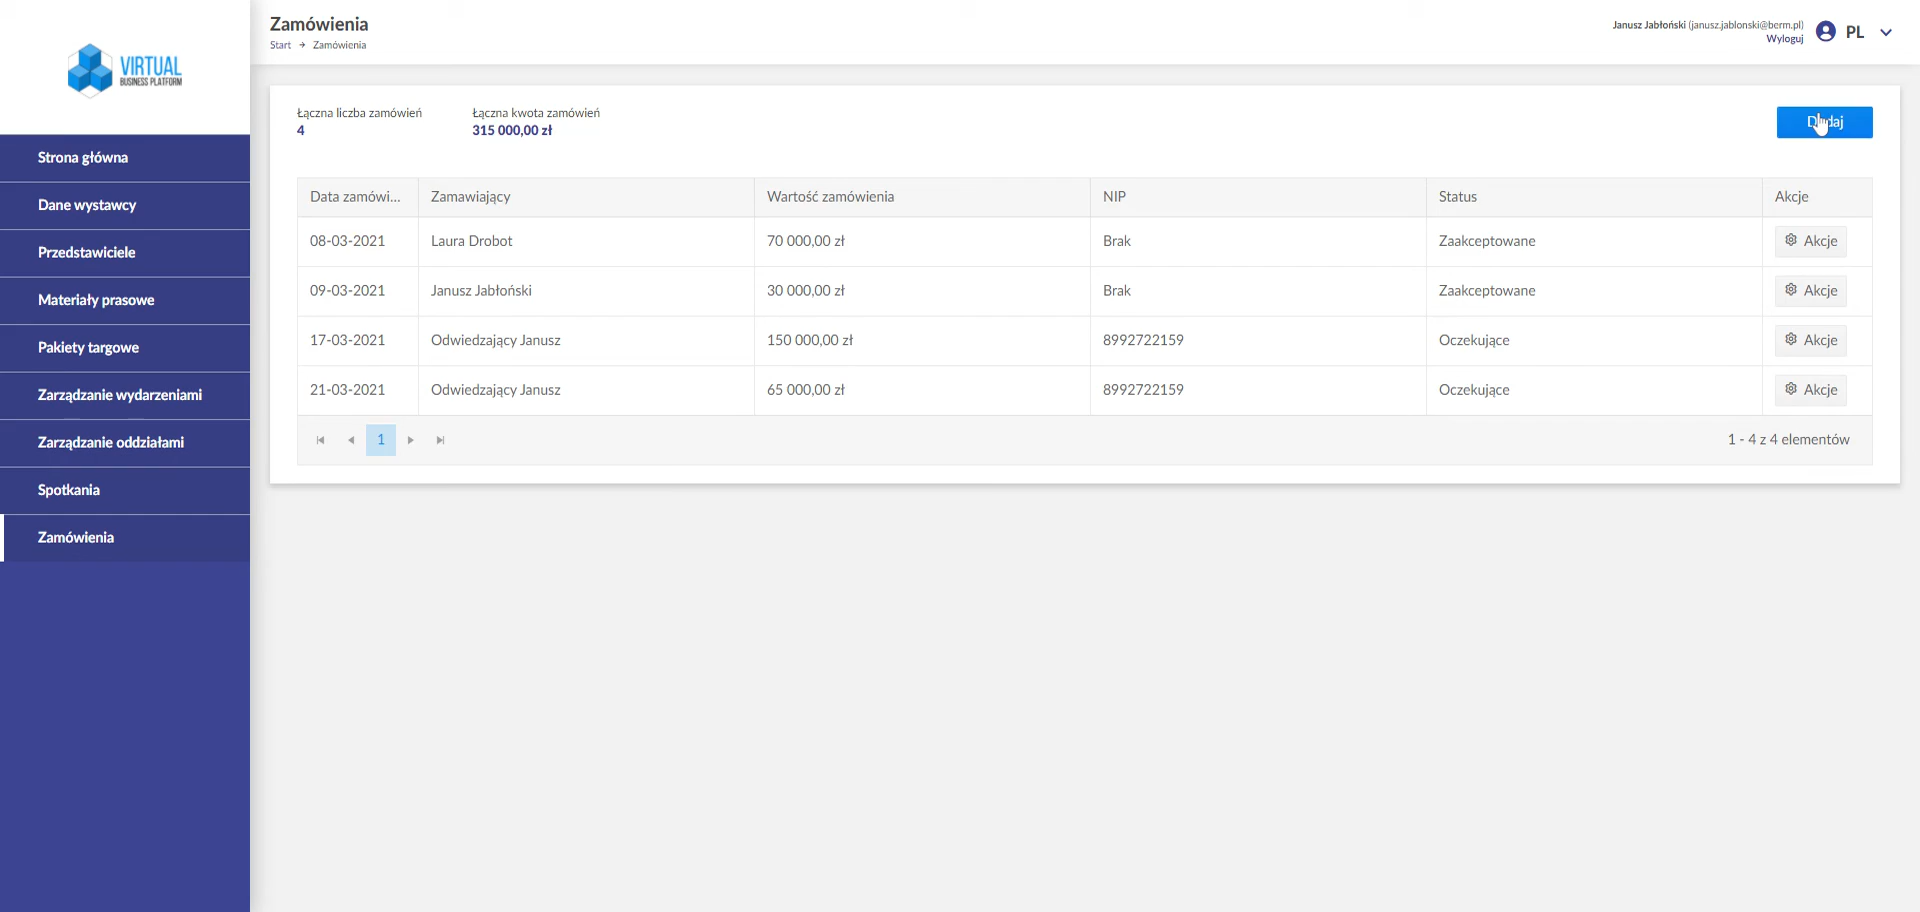 VIRTUAL
BUSINESS PLATFORM
Strona główna
Dane wystawcy
Przedstawiciele
Materiały prasowe
Pakiety targowe
Zarządzanie wydarzeniami
Zarządzanie oddziałami
Spotkania
Zamówienia
Zamówienia
Start → Zamówienia
Janusz Jabłoński (janusz.jablonski@berm.pl)
Wyloguj
PL
Łączna liczba zamówień
4
Łączna kwota zamówień
315 000,00 zł
Dodaj
Data zamówi... Zamawiający Wartość zamówienia NIP Status Akcje
08-03-2021 Laura Drobot 70 000,00 zł Brak Zaakceptowane Akcje
09-03-2021 Janusz Jabłoński 30 000,00 zł Brak Zaakceptowane Akcje
17-03-2021 Odwiedzający Janusz 150 000,00 zł 8992722159 Oczekujące Akcje
21-03-2021 Odwiedzający Janusz 65 000,00 zł 8992722159 Oczekujące Akcje
1
1 - 4 z 4 elementów